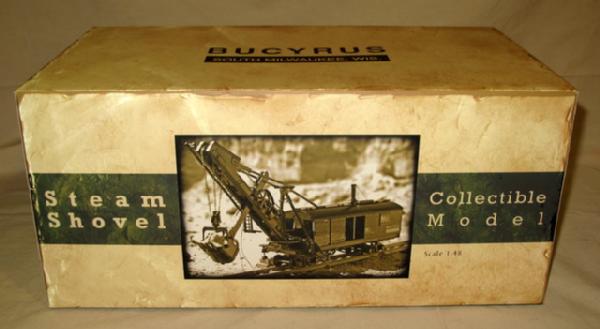 BUCYRUS
SOUTH MILWAUKEE, WIS.
Steam
Shovel
Collectible
Model
Scale 1:48